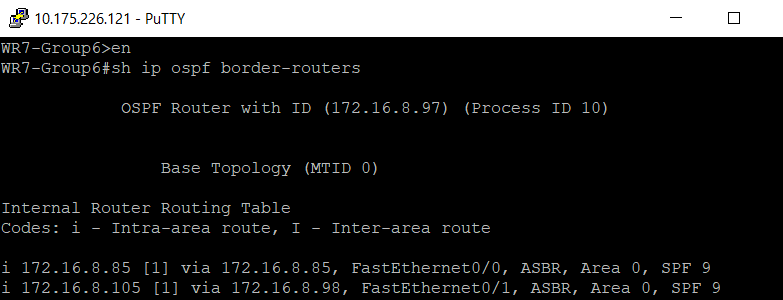 10.175.226.121 - PuTTY
WR7-Group6>en
WR7-Group6#sh ip ospf border-routers
OSPF Router with ID (172.16.8.97) (Process ID 10)
Base Topology (MTID 0)
Internal Router Routing Table
Codes: i - Intra-area route, I - Inter-area route
i 172.16.8.85 [1] via 172.16.8.85, FastEthernet0/0, ASBR, Area 0, SPF 9
i 172.16.8.105 [1] via 172.16.8.98, FastEthernet0/1, ASBR, Area 0, SPF 9